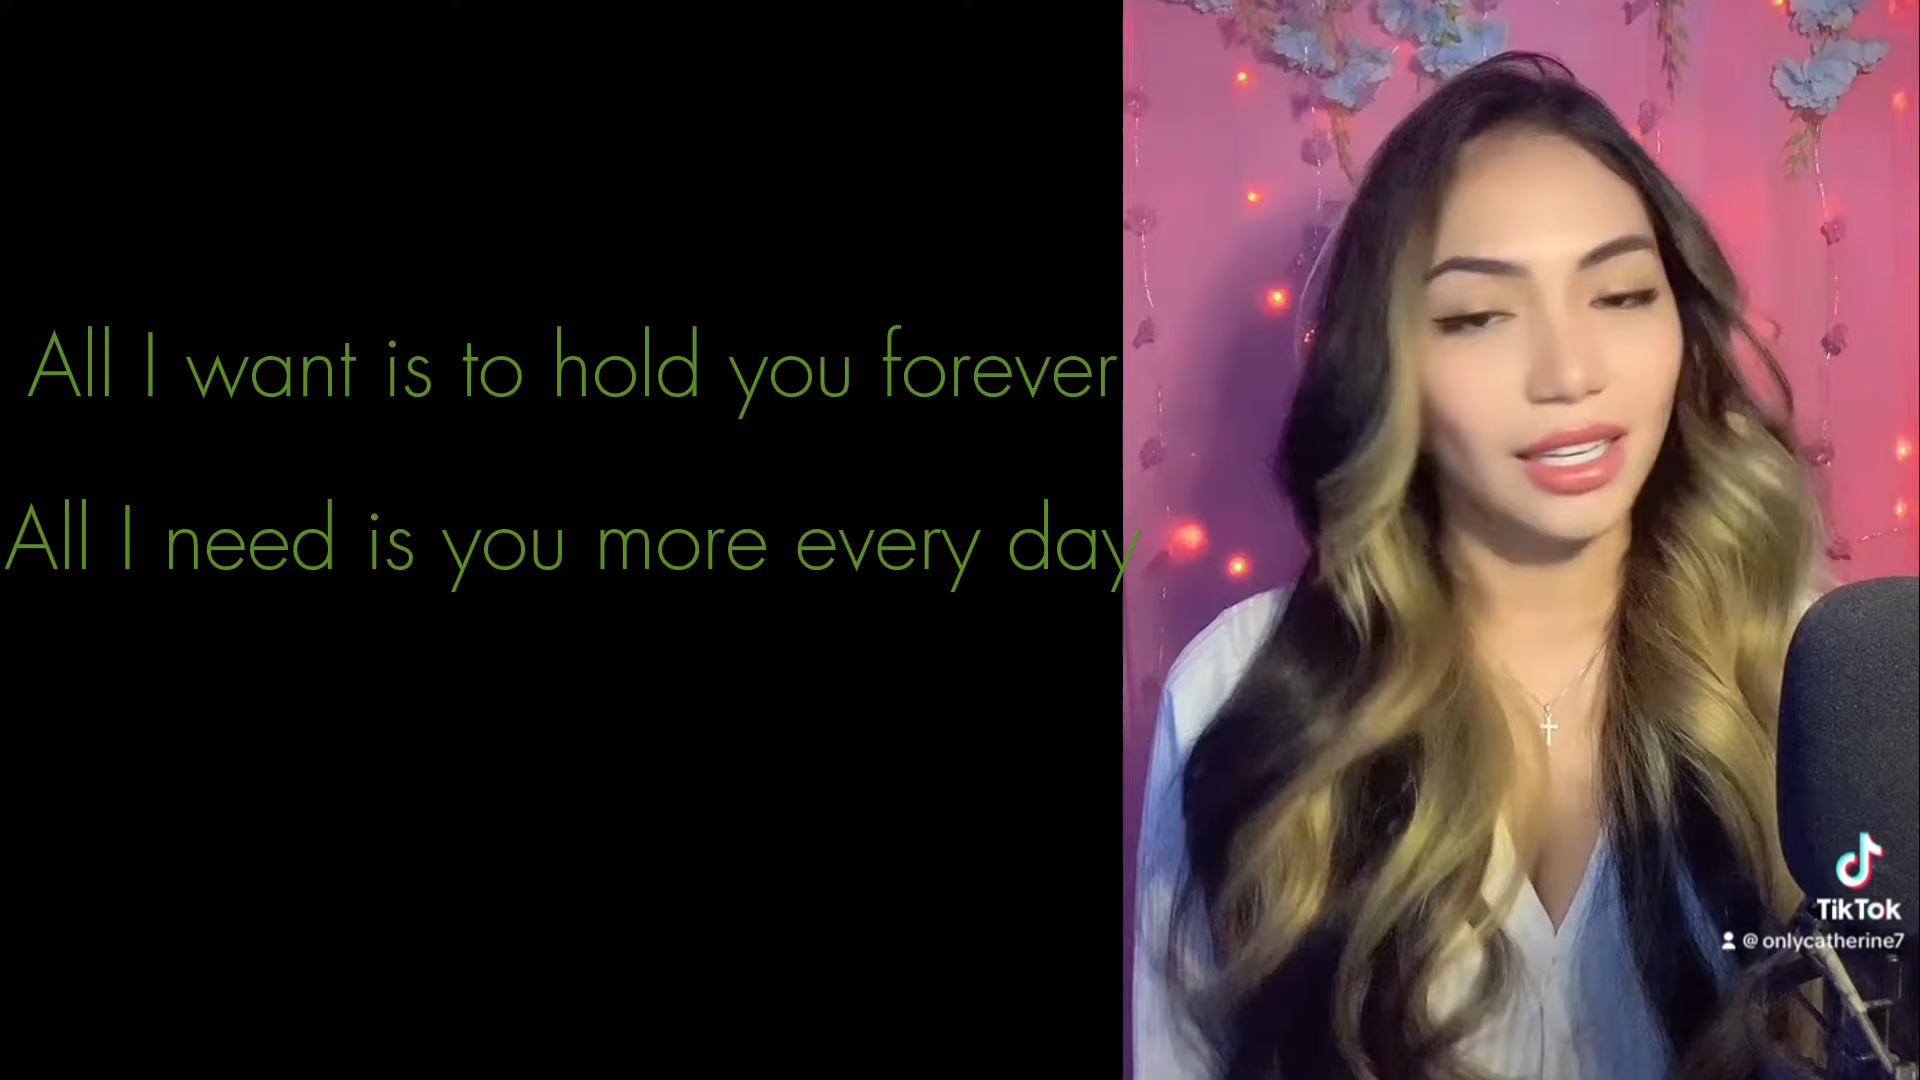 All I want is to hold you forever
All I need is you more every day
TikTok
@ onlycatherine7